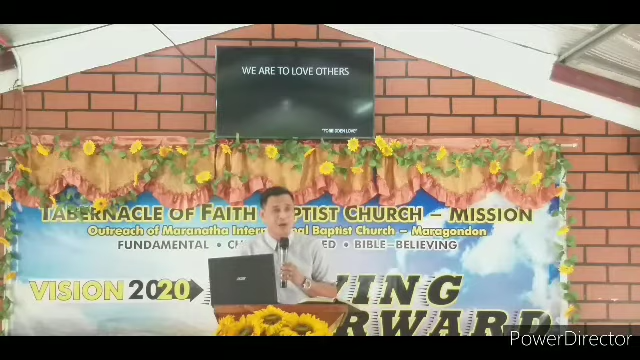 WE ARE TO LOVE OTHERS
TABERNACLE OF FAITH BAPTIST CHURCH – MISSION
Outreach of Maranatha International Baptist Church – Maragondon
FUNDAMENTAL • • BIBLE-BELIEVING
VISION 2020
acer
PowerDirector